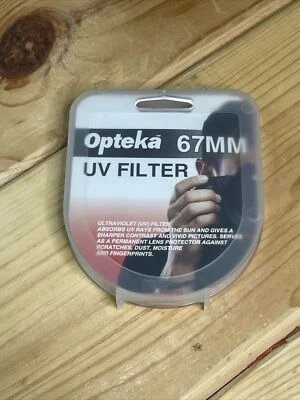 Opteka™ 67MM
UV FILTER
ULTRAVIOLET (UV) FILTER
ABSORBS UV RAYS FROM THE SUN AND GIVES A
SHARPER CONTRAST AND VIVID PICTURES. SERVES
AS A PERMANENT LENS PROTECTOR AGAINST
SCRATCHES, DUST, MOISTURE
AND FINGERPRINTS.